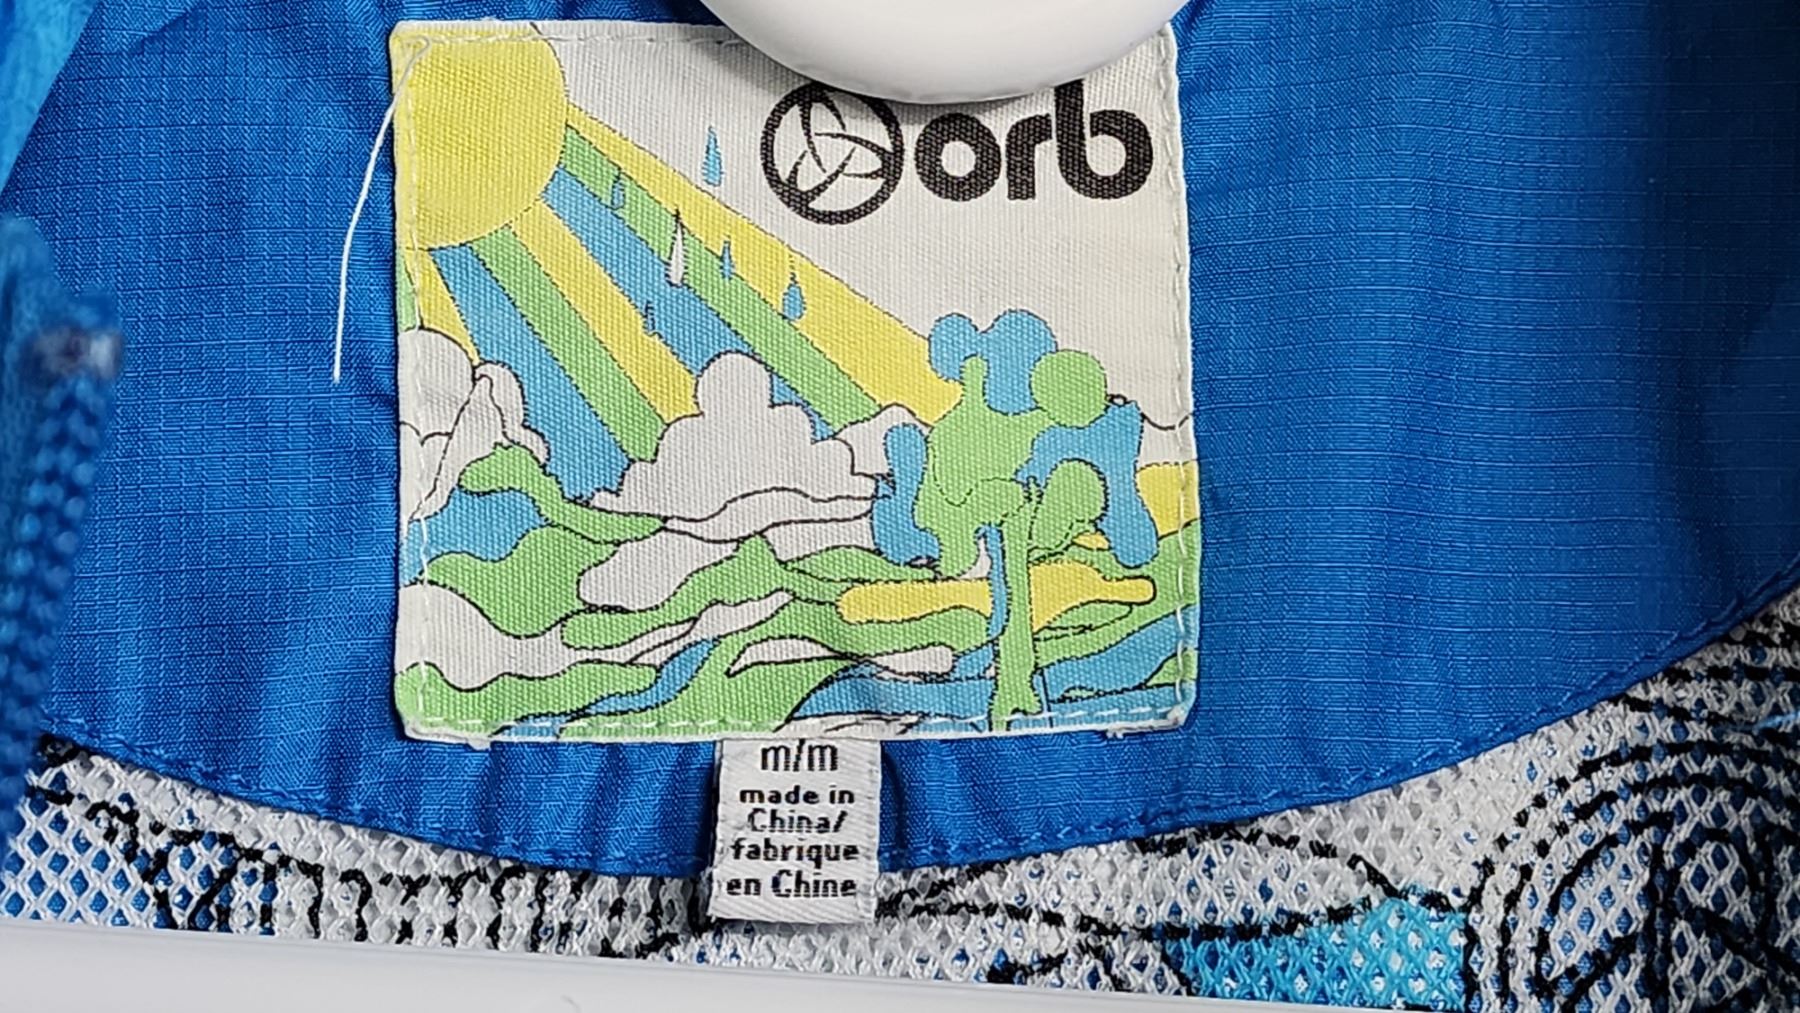 orb
m/m
made in
China/
fabrique
en Chine